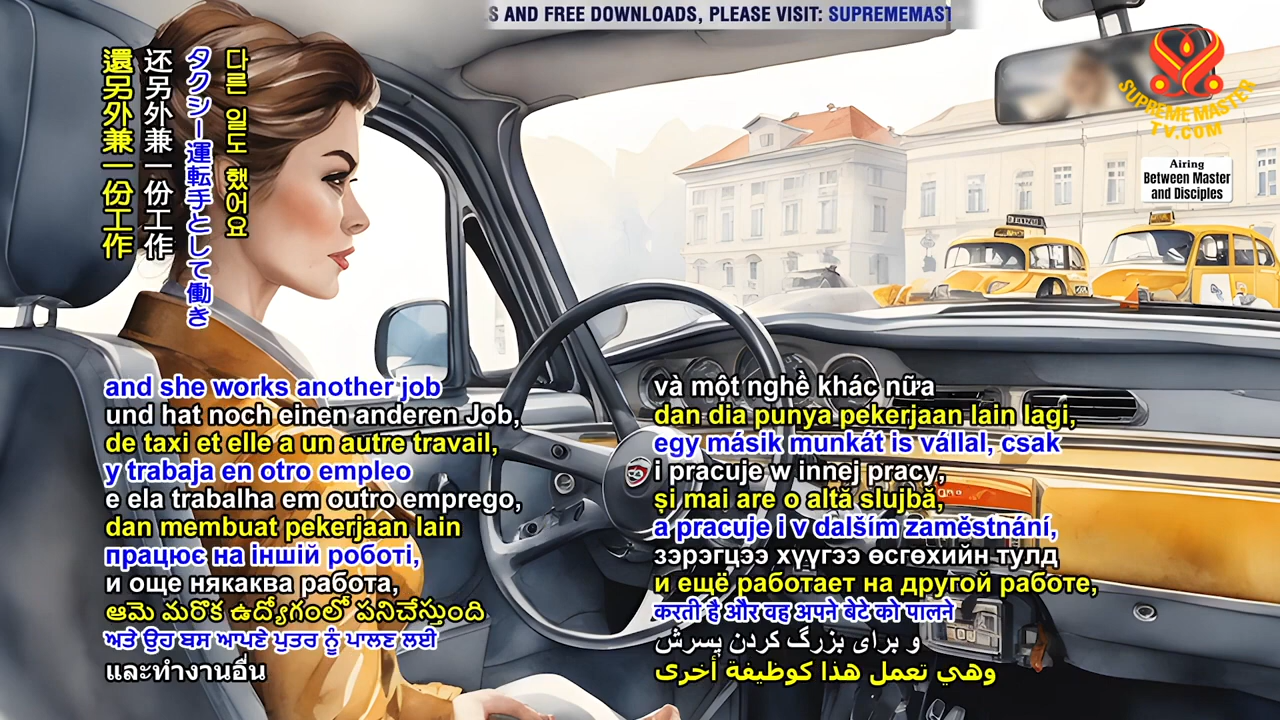 S AND FREE DOWNLOADS, PLEASE VISIT: SUPREMEMAST
SUPREME MASTER
TV.COM
Airing
Between Master
and Disciples
다른 일도 했어요
タクシー運転手として働き
还另外兼一份工作
還另外兼一份工作
and she works another job
und hat noch einen anderen Job,
de taxi et elle a un autre travail,
y trabaja en otro empleo
e ela trabalha em outro emprego,
dan membuat pekerjaan lain
працює на іншій роботі,
и още някаква работа,
ఆమె మరొక ఉద్యోగంలో పనిచేస్తుంది
ਅਤੇ ਉਹ ਬਸ ਆਪਣੇ ਪੁਤਰ ਨੂੰ ਪਾਲਣ ਲਈ
และทำงานอื่น
và một nghề khác nữa
dan dia punya pekerjaan lain lagi,
egy másik munkát is vállal, csak
i pracuje w innej pracy,
și mai are o altă slujbă,
a pracuje i v dalším zaměstnání,
зэрэгцээ хүүгээ өсгөхийн тулд
и ещё работает на другой работе,
करती है और वह अपने बेटे को पालने
و برای بزرگ کردن پسرش
وهي تعمل هذا كوظيفة أخرى